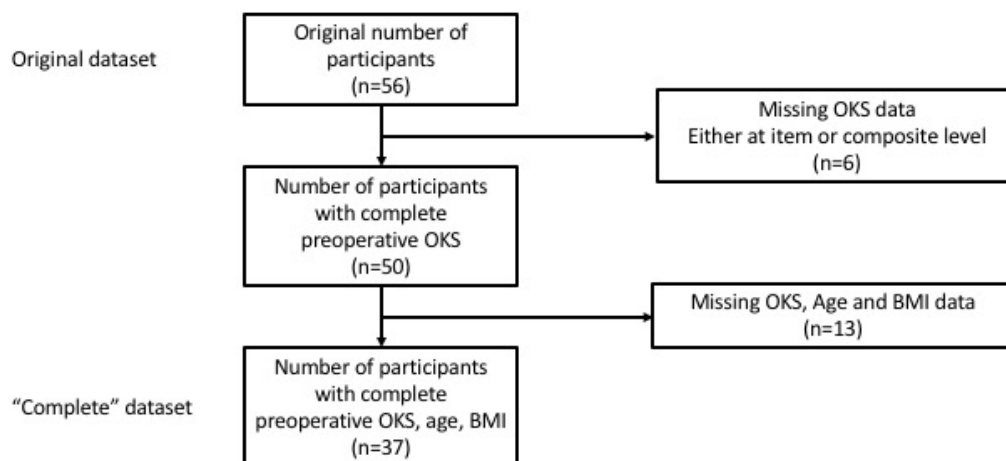 Original dataset
Original number of
participants
(n=56)
Missing OKS data
Either at item or composite level
(n=6)
Number of participants
with complete
preoperative OKS
(n=50)
Missing OKS, Age and BMI data
(n=13)
“Complete” dataset
Number of participants
with complete
preoperative OKS, age, BMI
(n=37)